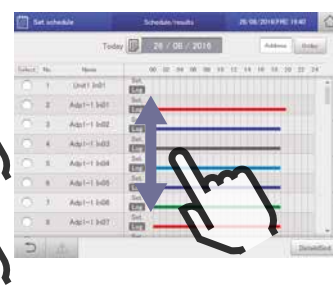 Set schedule Schedule/results 26/08/2016(FRI) 16:40
Today 26 / 08 / 2016 Address Order
Select No. Name 00 02 04 06 08 10 12 14 16 18 20 22 24
1 Unit1 In01 Set. Log
2 Adp1-1 In01 Set. Log
3 Adp1-1 In02 Set. Log
4 Adp1-1 In03 Set. Log
5 Adp1-1 In04 Set. Log
6 Adp1-1 In05 Set. Log
7 Adp1-1 In06 Set. Log
8 Adp1-1 In07 Set. Log